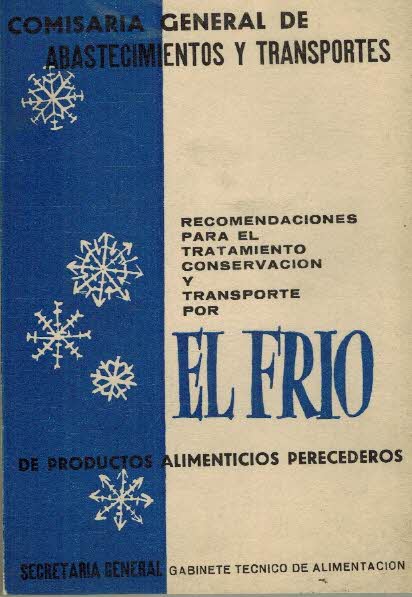 COMISARIA GENERAL DE
ABASTECIMIENTOS Y TRANSPORTES
RECOMENDACIONES
PARA EL
TRATAMIENTO
CONSERVACION
Y
TRANSPORTE
POR
EL FRIO
DE PRODUCTOS ALIMENTICIOS PERECEDEROS
SECRETARIA GENERAL GABINETE TECNICO DE ALIMENTACION